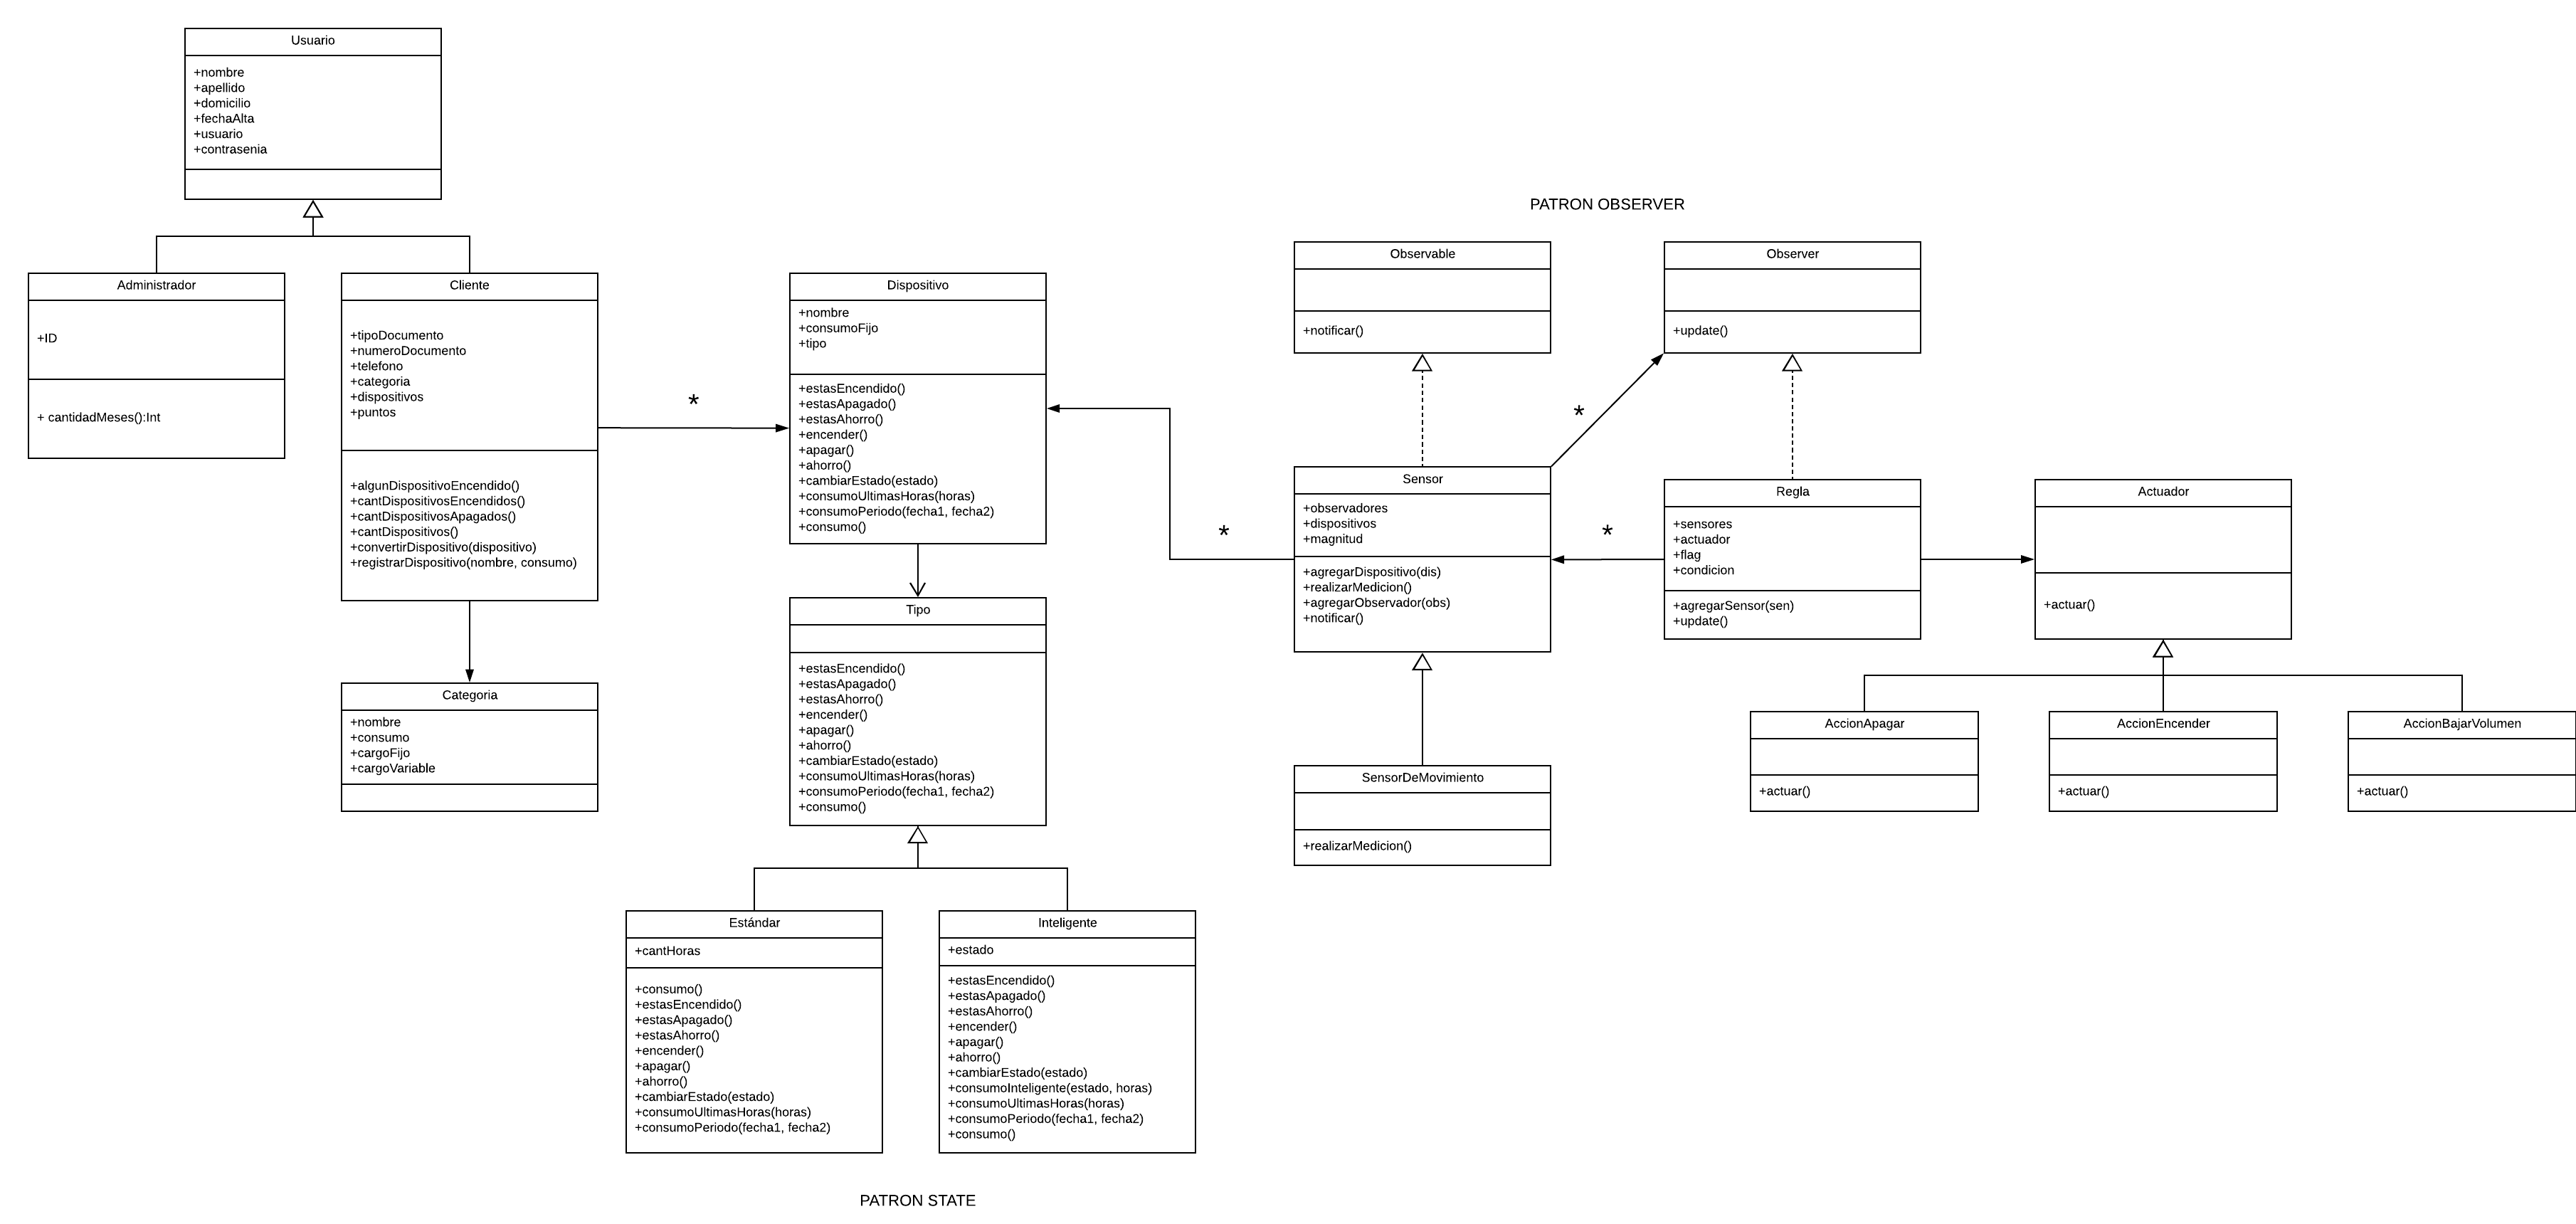 Usuario
+nombre
+apellido
+domicilio
+fechaAlta
+usuario
+contrasenia
Administrador
+ID
+ cantidadMeses():Int
Cliente
+tipoDocumento
+numeroDocumento
+telefono
+categoria
+dispositivos
+puntos
+algunDispositivoEncendido()
+cantDispositivosEncendidos()
+cantDispositivosApagados()
+cantDispositivos()
+convertirDispositivo(dispositivo)
+registrarDispositivo(nombre, consumo)
*
Categoria
+nombre
+consumo
+cargoFijo
+cargoVariable
Dispositivo
+nombre
+consumoFijo
+tipo
+estasEncendido()
+estasApagado()
+estasAhorro()
+encender()
+apagar()
+ahorro()
+cambiarEstado(estado)
+consumoUltimasHoras(horas)
+consumoPeriodo(fecha1, fecha2)
+consumo()
Tipo
+estasEncendido()
+estasApagado()
+estasAhorro()
+encender()
+apagar()
+ahorro()
+cambiarEstado(estado)
+consumoUltimasHoras(horas)
+consumoPeriodo(fecha1, fecha2)
+consumo()
Estándar
+cantHoras
+consumo()
+estasEncendido()
+estasApagado()
+estasAhorro()
+encender()
+apagar()
+ahorro()
+cambiarEstado(estado)
+consumoUltimasHoras(horas)
+consumoPeriodo(fecha1, fecha2)
Inteligente
+estado
+estasEncendido()
+estasApagado()
+estasAhorro()
+encender()
+apagar()
+ahorro()
+cambiarEstado(estado)
+consumoInteligente(estado, horas)
+consumoUltimasHoras(horas)
+consumoPeriodo(fecha1, fecha2)
+consumo()
PATRON STATE
PATRON OBSERVER
Observable
+notificar()
Observer
+update()
*
*
Sensor
+observadores
+dispositivos
+magnitud
+agregarDispositivo(dis)
+realizarMedicion()
+agregarObservador(obs)
+notificar()
*
Regla
+sensores
+actuador
+flag
+condicion
+agregarSensor(sen)
+update()
Actuador
+actuar()
SensorDeMovimiento
+realizarMedicion()
AccionApagar
+actuar()
AccionEncender
+actuar()
AccionBajarVolumen
+actuar()